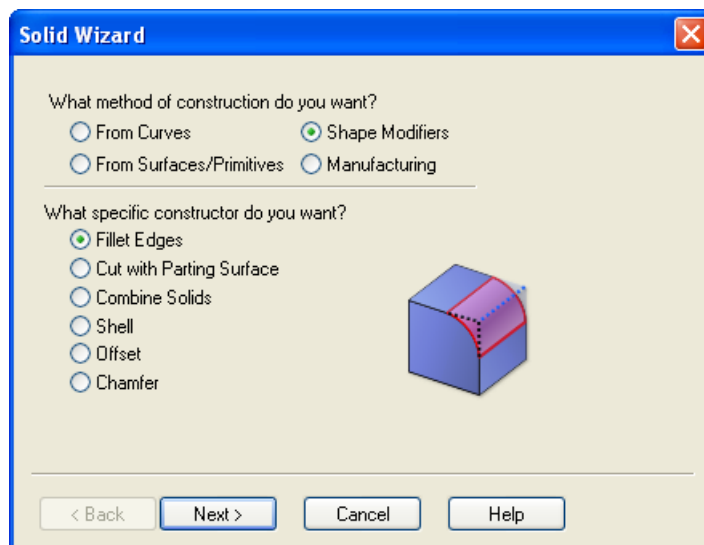 Solid Wizard
What method of construction do you want?
From Curves Shape Modifiers
From Surfaces/Primitives Manufacturing
What specific constructor do you want?
Fillet Edges
Cut with Parting Surface
Combine Solids
Shell
Offset
Chamfer
< Back Next > Cancel Help